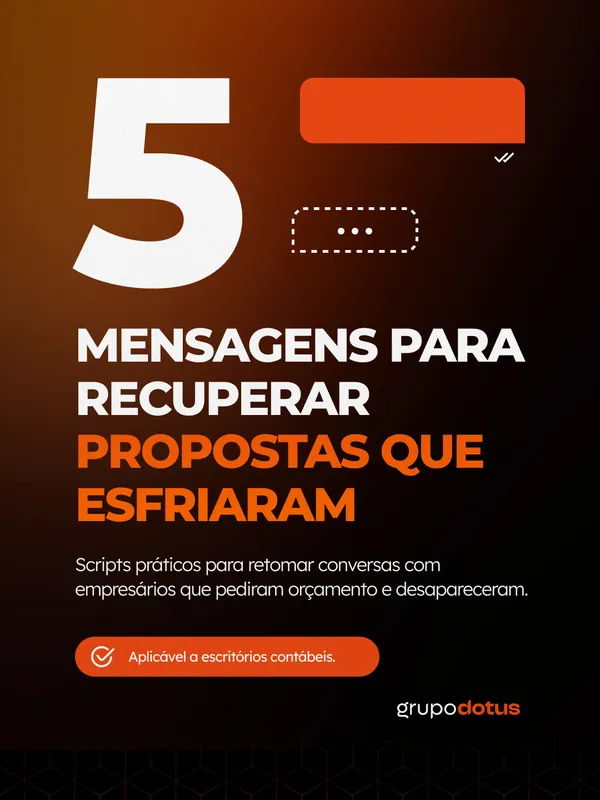 5
MENSAGENS PARA
RECUPERAR
PROPOSTAS QUE
ESFRIARAM
Scripts práticos para retomar conversas com
empresários que pediram orçamento e desapareceram.
Aplicável a escritórios contábeis.
grupodotus